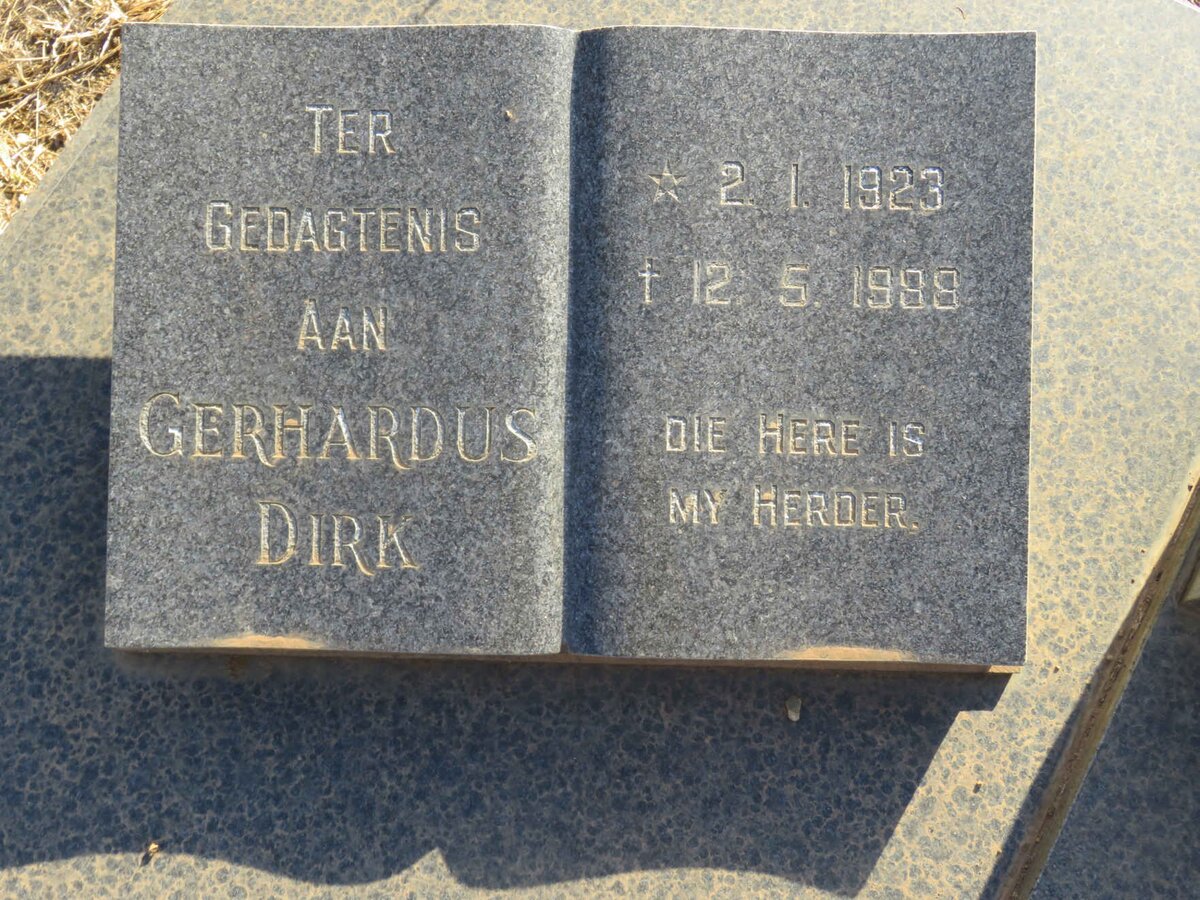 TER
GEDAGTENIS
AAN
GERHARDUS
DIRK
☆ 2. 1. 1923
† 12. 5. 1988
DIE HERE IS
MY HERDER.